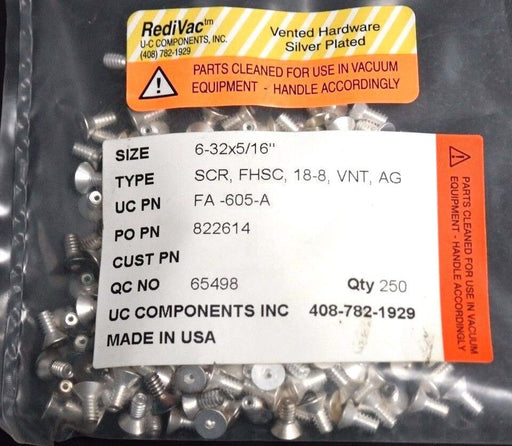 RediVac™
U-C COMPONENTS, INC.
(408) 782-1929
Vented Hardware
Silver Plated
PARTS CLEANED FOR USE IN VACUUM
EQUIPMENT - HANDLE ACCORDINGLY
SIZE 6-32x5/16"
TYPE SCR, FHSC, 18-8, VNT, AG
UC PN FA -605-A
PO PN 822614
CUST PN
QC NO 65498 Qty 250
UC COMPONENTS INC 408-782-1929
MADE IN USA
PARTS CLEANED FOR USE IN VACUUM
EQUIPMENT - HANDLE ACCORDINGLY